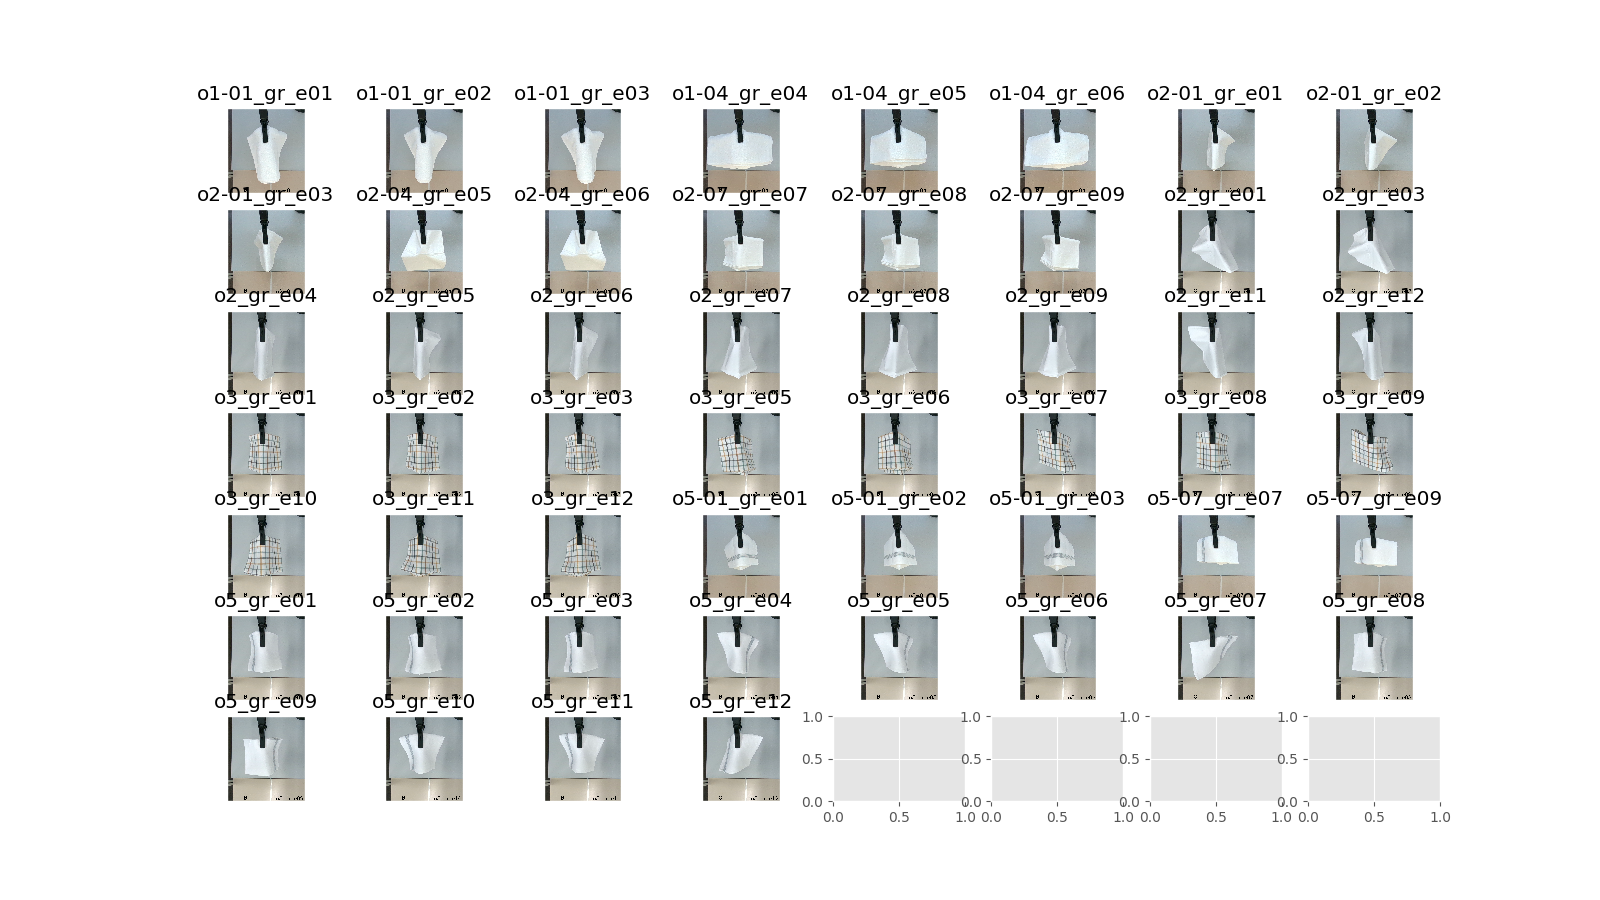 o1-01_gr_e01 o1-01_gr_e02 o1-01_gr_e03 o1-04_gr_e04 o1-04_gr_e05 o1-04_gr_e06 o2-01_gr_e01 o2-01_gr_e02
o2-01_gr_e03 o2-04_gr_e05 o2-04_gr_e06 o2-07_gr_e07 o2-07_gr_e08 o2-07_gr_e09 o2_gr_e01 o2_gr_e03
o2_gr_e04 o2_gr_e05 o2_gr_e06 o2_gr_e07 o2_gr_e08 o2_gr_e09 o2_gr_e11 o2_gr_e12
o3_gr_e01 o3_gr_e02 o3_gr_e03 o3_gr_e05 o3_gr_e06 o3_gr_e07 o3_gr_e08 o3_gr_e09
o3_gr_e10 o3_gr_e11 o3_gr_e12 o5-01_gr_e01 o5-01_gr_e02 o5-01_gr_e03 o5-07_gr_e07 o5-07_gr_e09
o5_gr_e01 o5_gr_e02 o5_gr_e03 o5_gr_e04 o5_gr_e05 o5_gr_e06 o5_gr_e07 o5_gr_e08
o5_gr_e09 o5_gr_e10 o5_gr_e11 o5_gr_e12
1.0 1.0 1.0 1.0
0.5 0.5 0.5 0.5
0.0 0.0 0.0 0.0
0.0 0.5 1.0 0.0 0.5 1.0 0.0 0.5 1.0 0.0 0.5 1.0